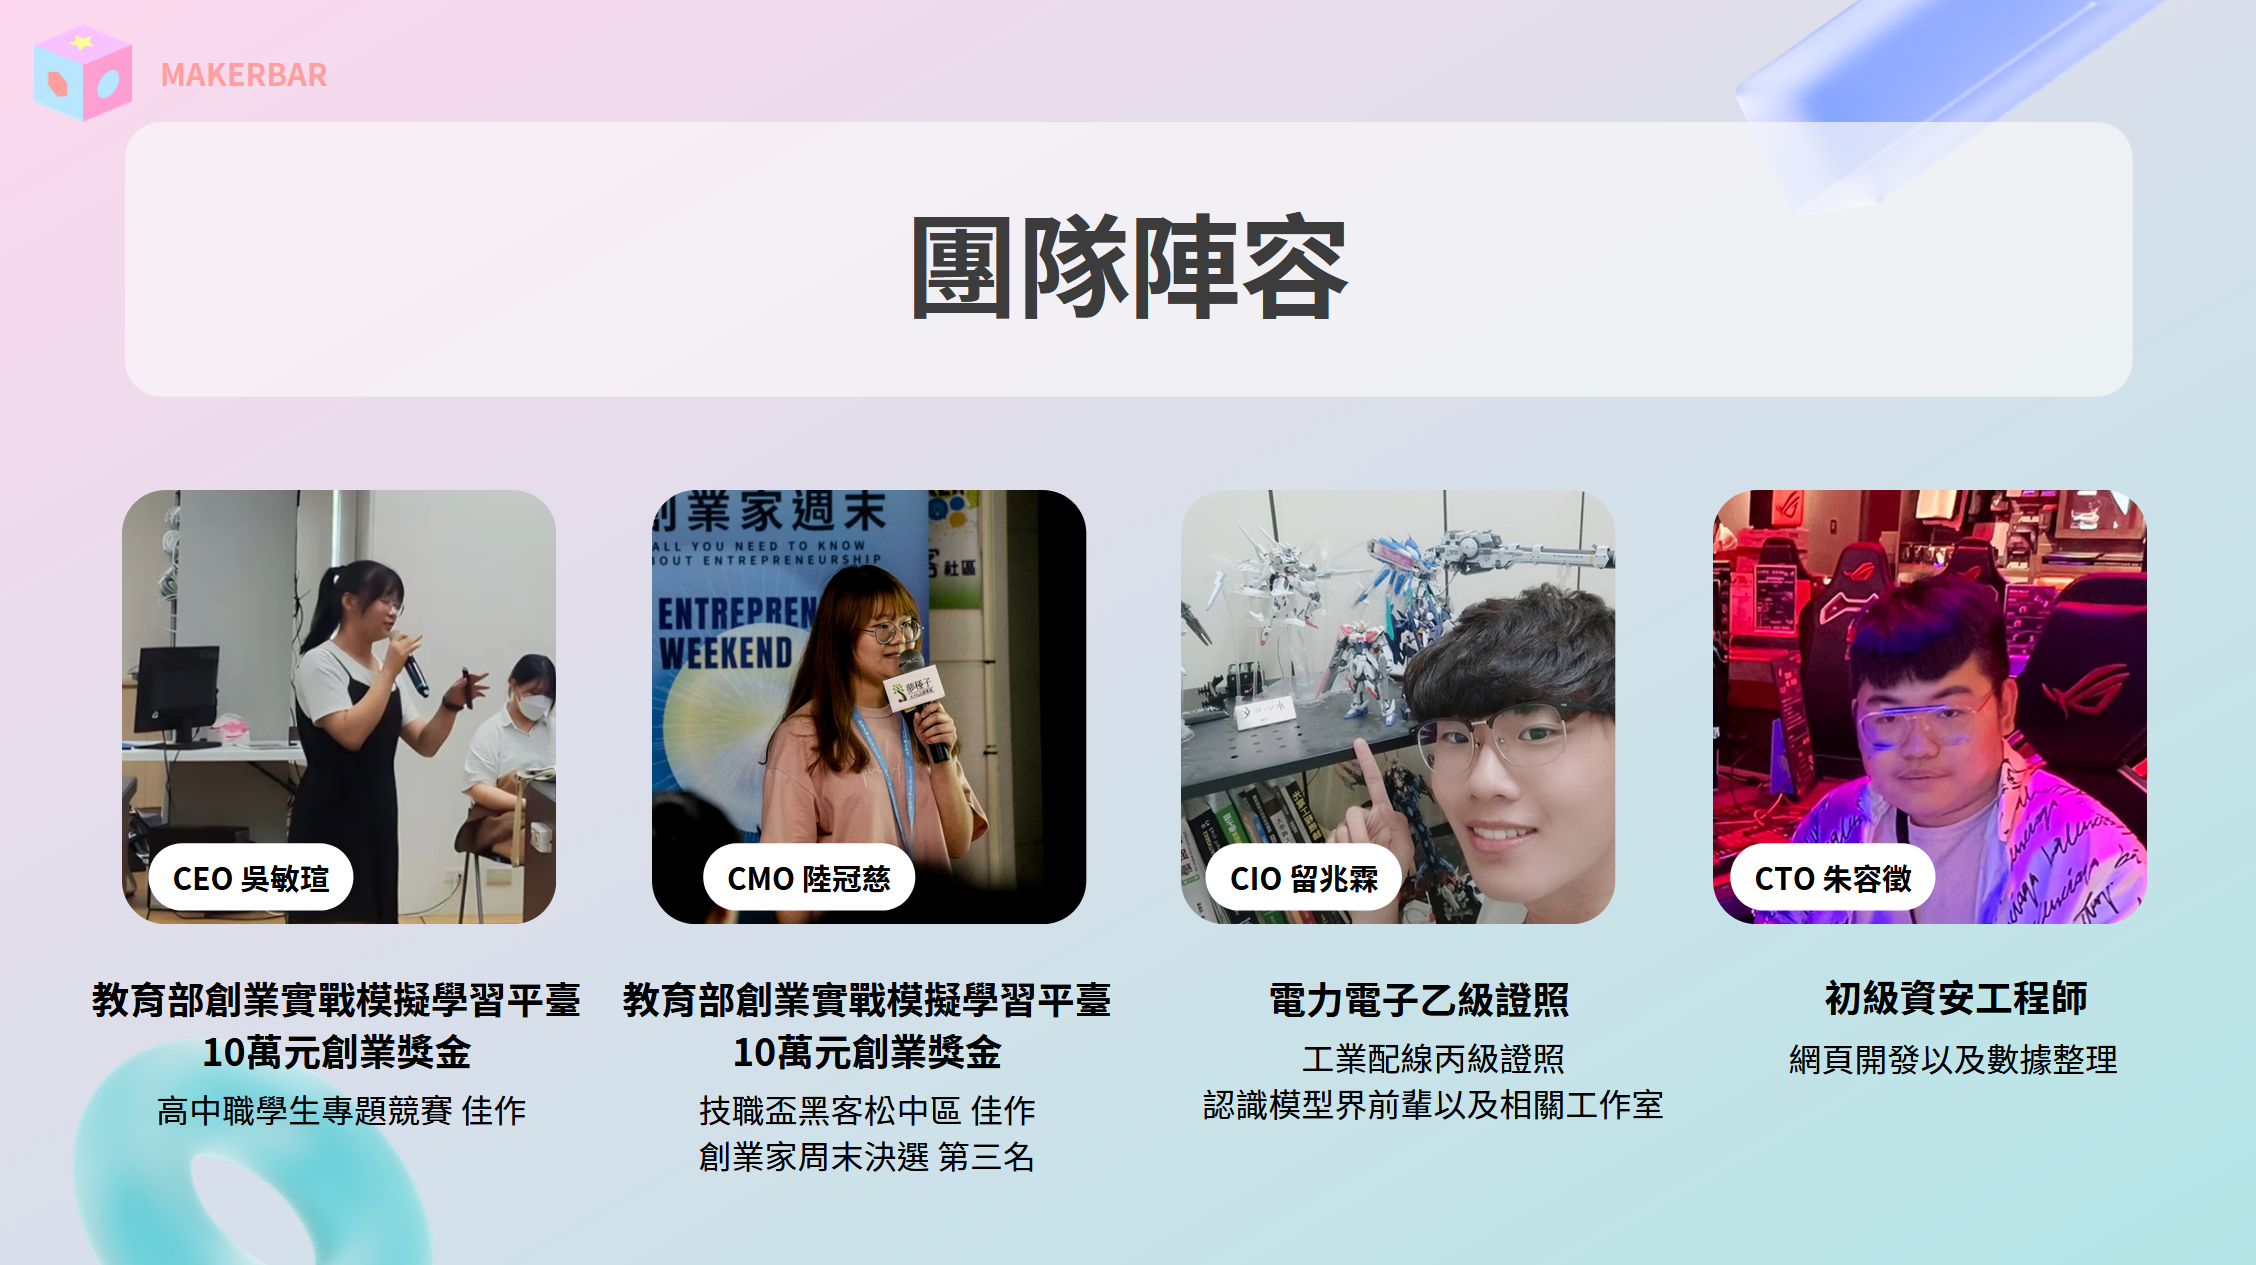 MAKERBAR
團隊陣容
創業家週末
ALL YOU NEED TO KNOW
BOUT ENTREPRENEURSHIP
社區
ENTREPREN
WEEKEND
夢種子
CEO 吳敏瑄
CMO 陸冠慈
CIO 留兆霖
CTO 朱容徵
教育部創業實戰模擬學習平臺
10萬元創業獎金
高中職學生專題競賽 佳作
教育部創業實戰模擬學習平臺
10萬元創業獎金
技職盃黑客松中區 佳作
創業家周末決選 第三名
電力電子乙級證照
工業配線丙級證照
認識模型界前輩以及相關工作室
初級資安工程師
網頁開發以及數據整理